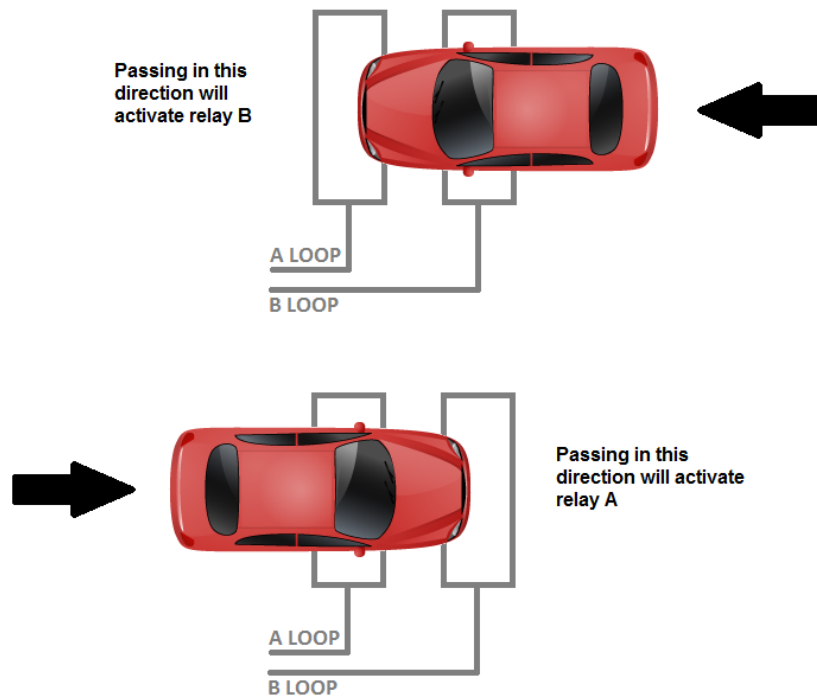 Passing in this
direction will
activate relay B
A LOOP
B LOOP
Passing in this
direction will activate
relay A
A LOOP
B LOOP